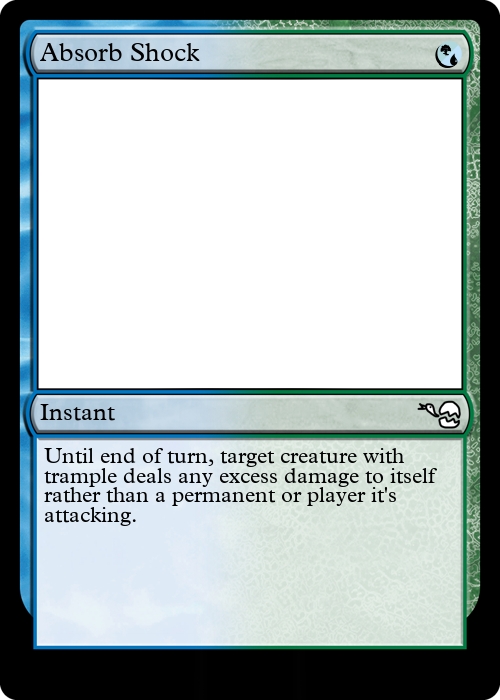 Absorb Shock
Instant
Until end of turn, target creature with
trample deals any excess damage to itself
rather than a permanent or player it's
attacking.